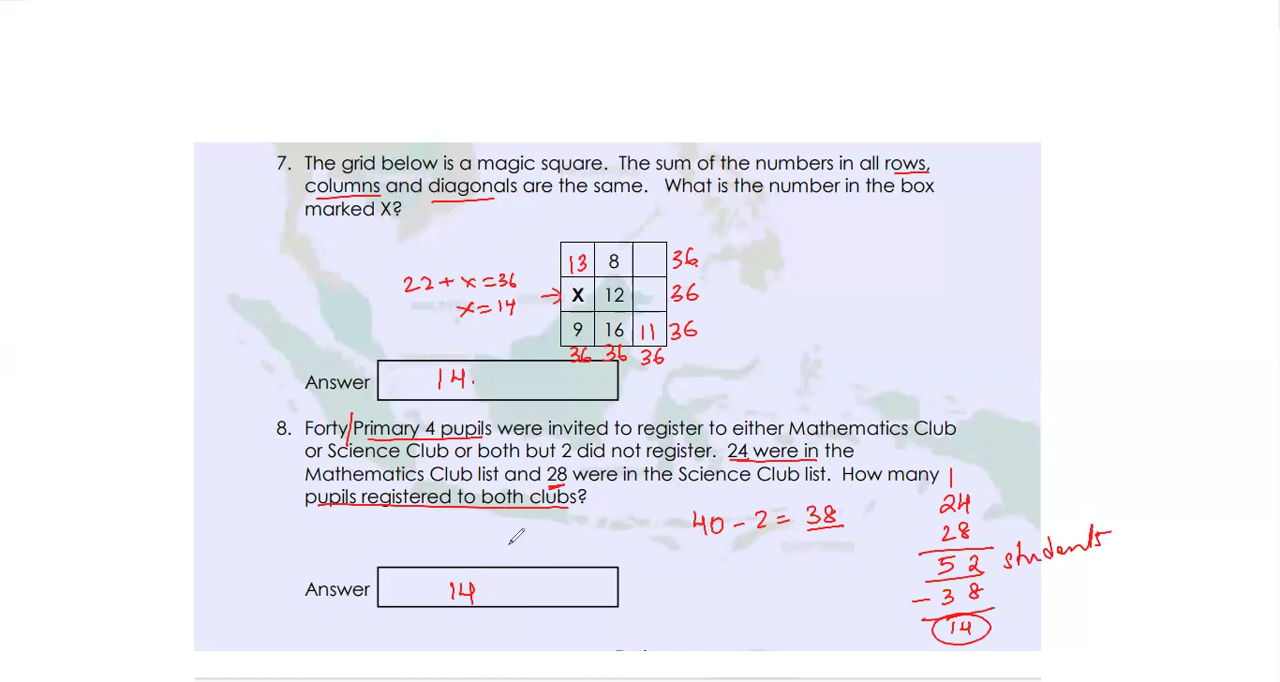 7. The grid below is a magic square. The sum of the numbers in all rows,
columns and diagonals are the same. What is the number in the box
marked X?
13 8 36
22 + x = 36
→ X 12 36
x = 14
9 16 11 36
36 36 36
Answer 14.
8. Forty/Primary 4 pupils were invited to register to either Mathematics Club
or Science Club or both but 2 did not register. 24 were in the
Mathematics Club list and 28 were in the Science Club list. How many
pupils registered to both clubs?
1
24
40 - 2 = 38
28
52 students
- 38
14
Answer 14